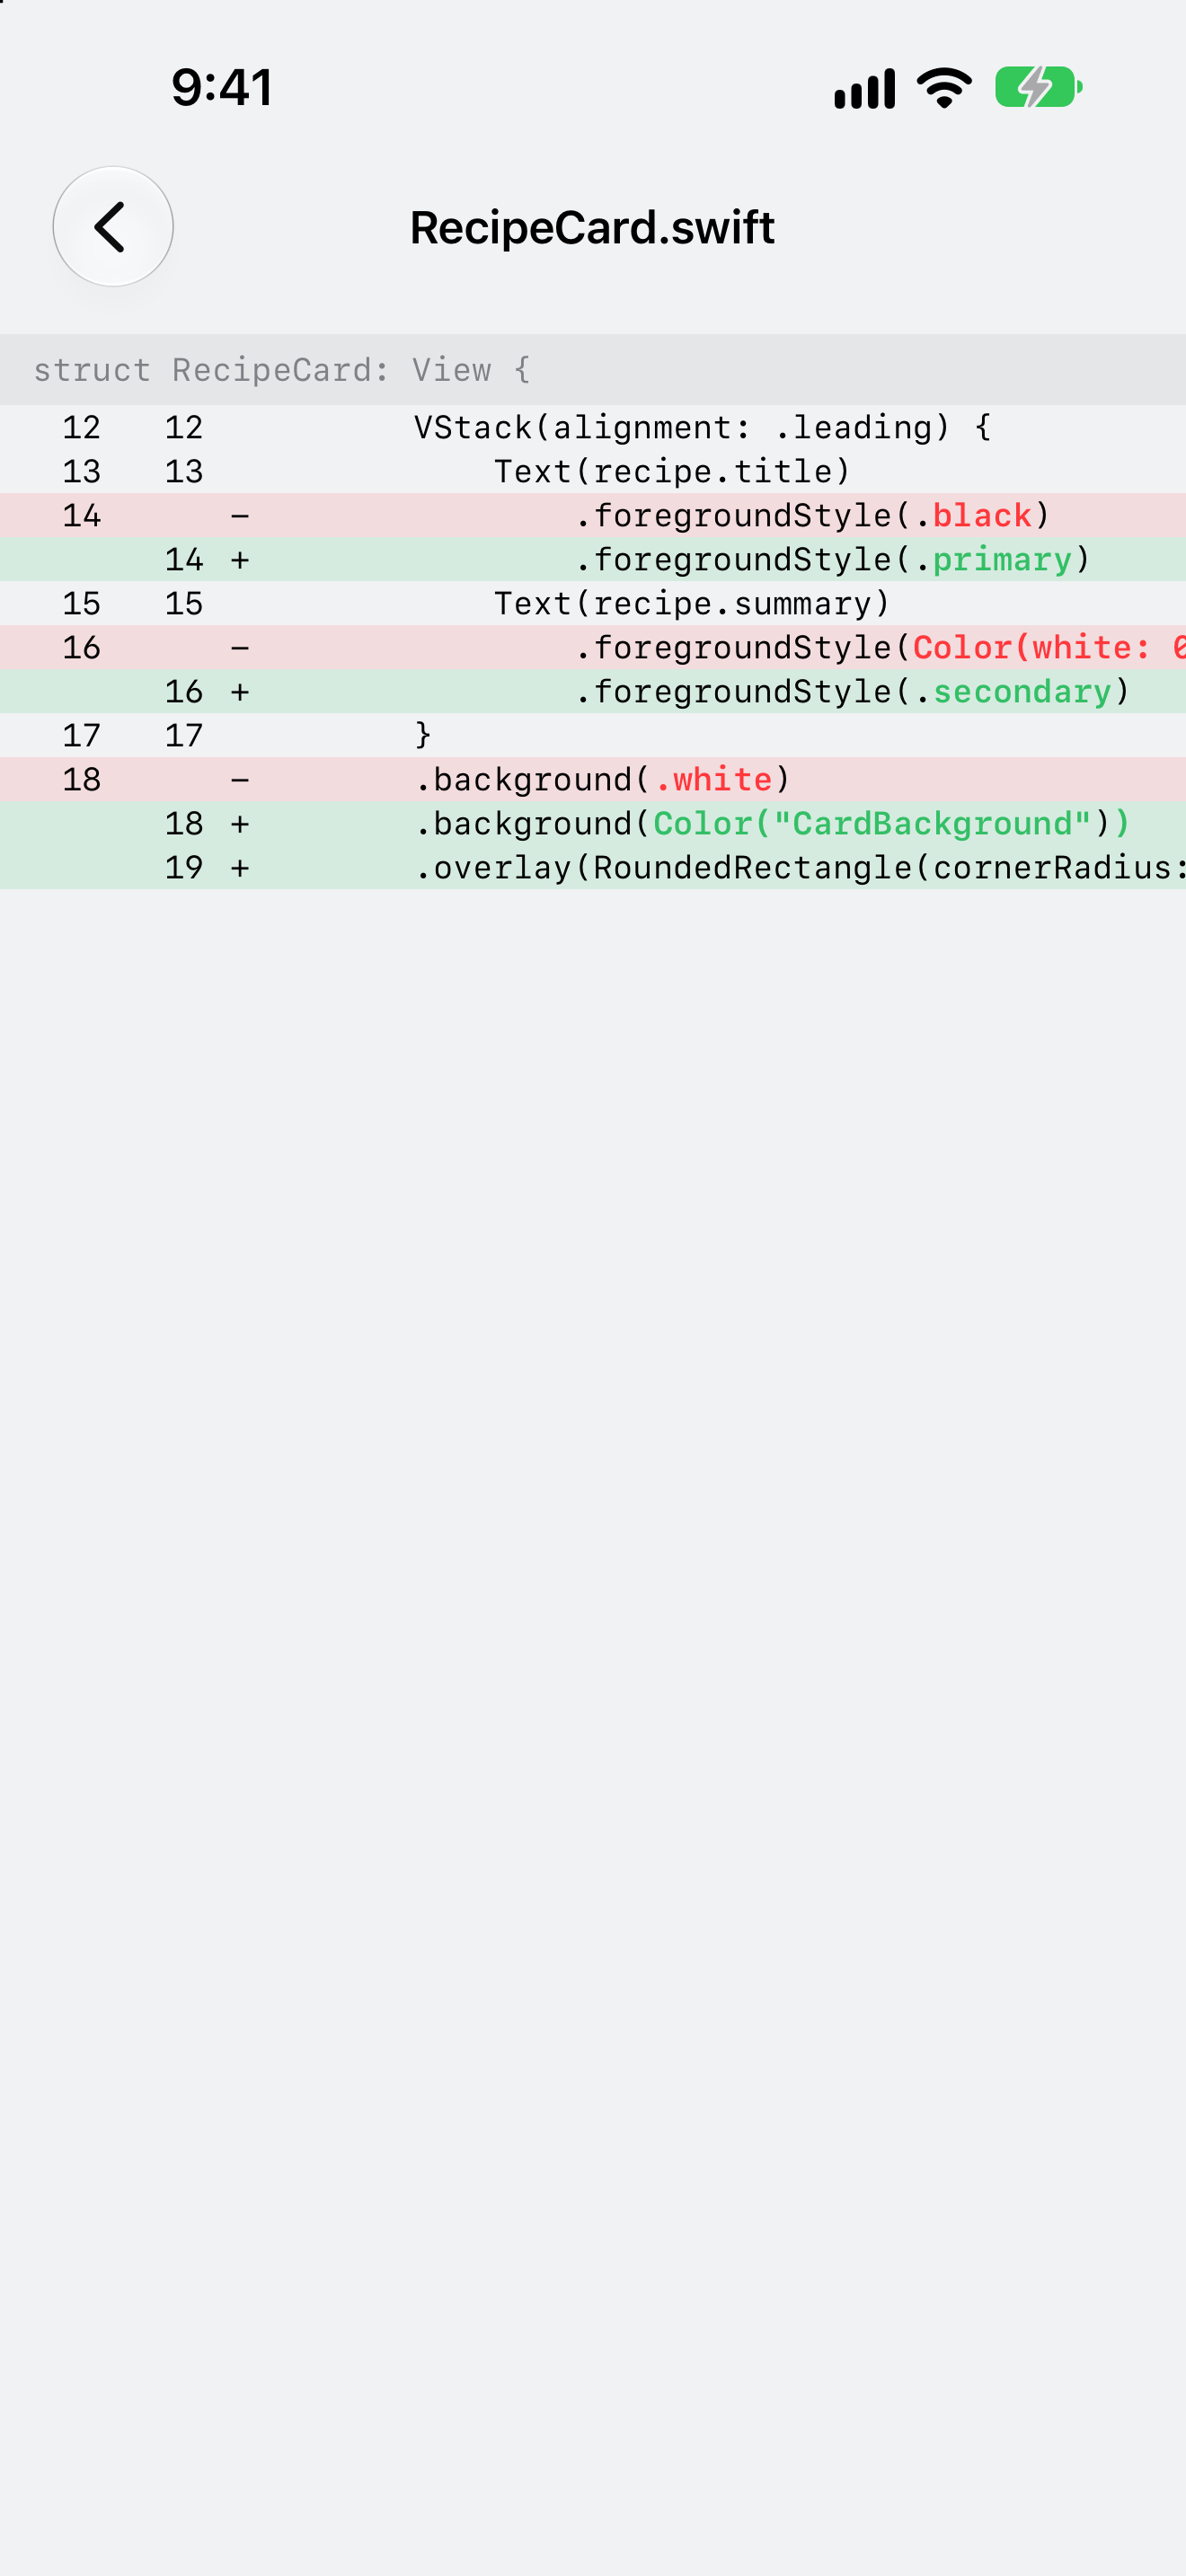 9:41
RecipeCard.swift
struct RecipeCard: View {
12 12 VStack(alignment: .leading) {
13 13 Text(recipe.title)
14 − .foregroundStyle(.black)
14 + .foregroundStyle(.primary)
15 15 Text(recipe.summary)
16 − .foregroundStyle(Color(white: 0
16 + .foregroundStyle(.secondary)
17 17 }
18 − .background(.white)
18 + .background(Color("CardBackground"))
19 + .overlay(RoundedRectangle(cornerRadius: